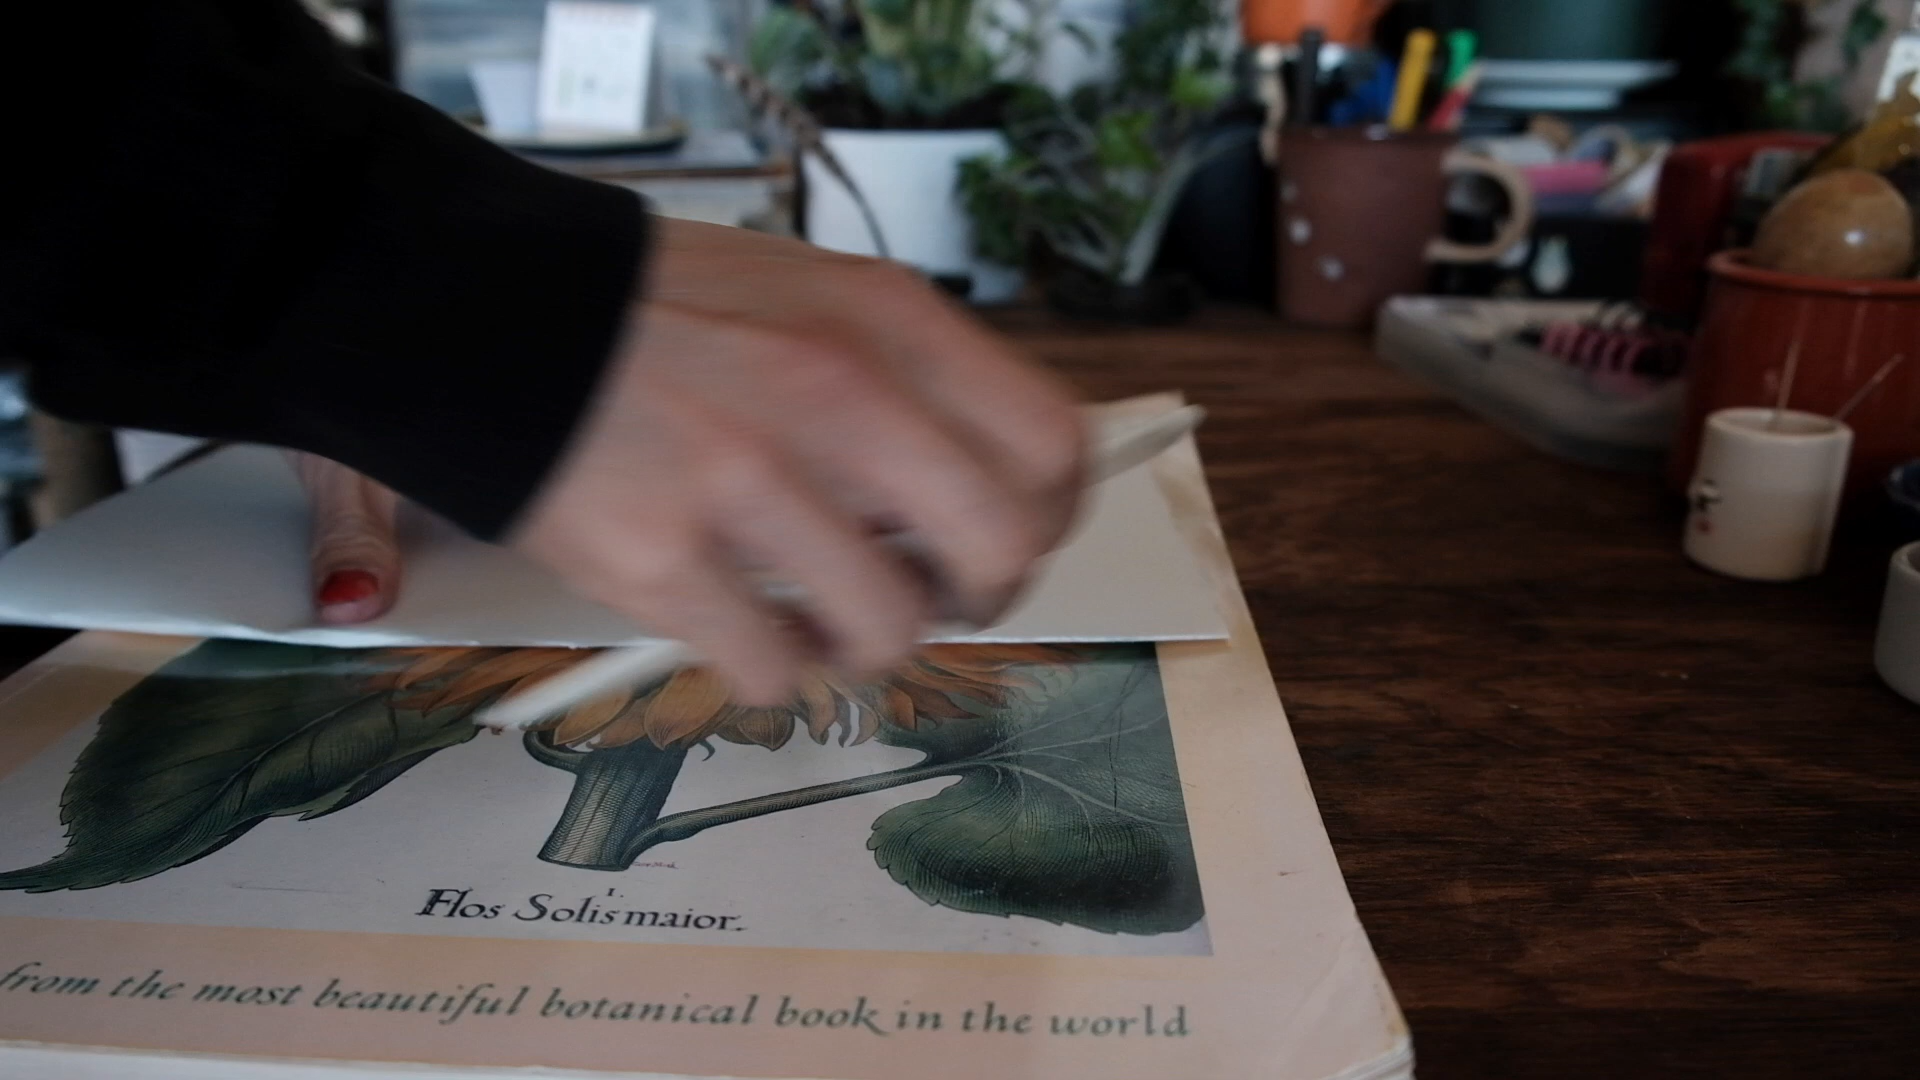 I.
Flos Solis maior.
from the most beautiful botanical book in the world